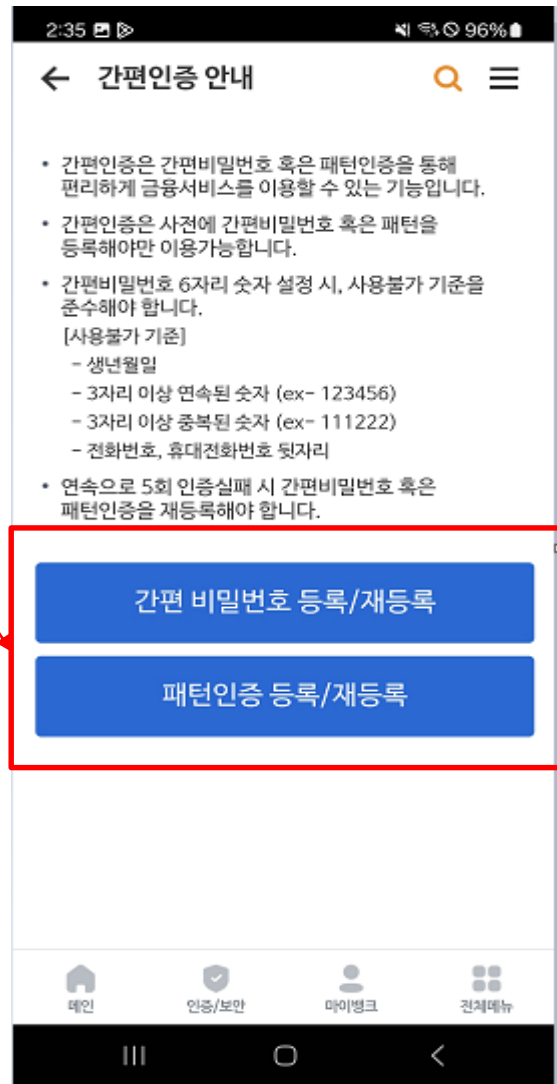 2:35 96%
간편인증 안내
• 간편인증은 간편비밀번호 혹은 패턴인증을 통해
편리하게 금융서비스를 이용할 수 있는 기능입니다.
• 간편인증은 사전에 간편비밀번호 혹은 패턴을
등록해야만 이용가능합니다.
• 간편비밀번호 6자리 숫자 설정 시, 사용불가 기준을
준수해야 합니다.
[사용불가 기준]
- 생년월일
- 3자리 이상 연속된 숫자 (ex- 123456)
- 3자리 이상 중복된 숫자 (ex- 111222)
- 전화번호, 휴대전화번호 뒷자리
• 연속으로 5회 인증실패 시 간편비밀번호 혹은
패턴인증을 재등록해야 합니다.
간편 비밀번호 등록/재등록
패턴인증 등록/재등록
메인 인증/보안 마이뱅크 전체메뉴